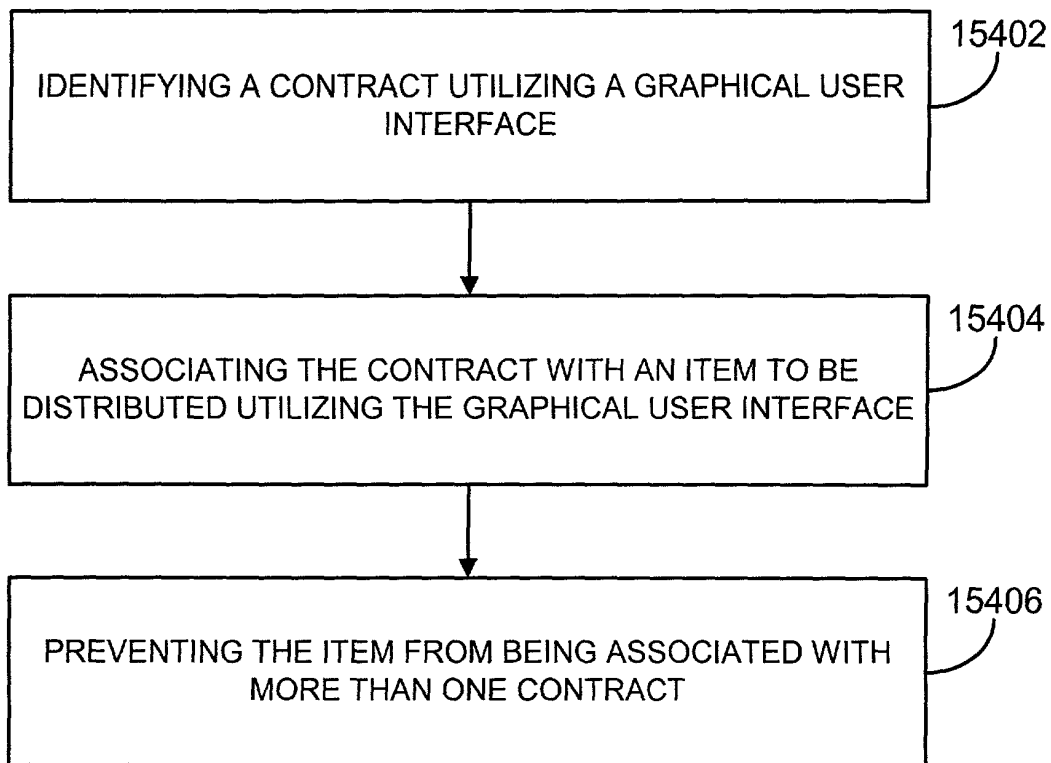 15402
IDENTIFYING A CONTRACT UTILIZING A GRAPHICAL USER
INTERFACE
15404
ASSOCIATING THE CONTRACT WITH AN ITEM TO BE
DISTRIBUTED UTILIZING THE GRAPHICAL USER INTERFACE
15406
PREVENTING THE ITEM FROM BEING ASSOCIATED WITH
MORE THAN ONE CONTRACT